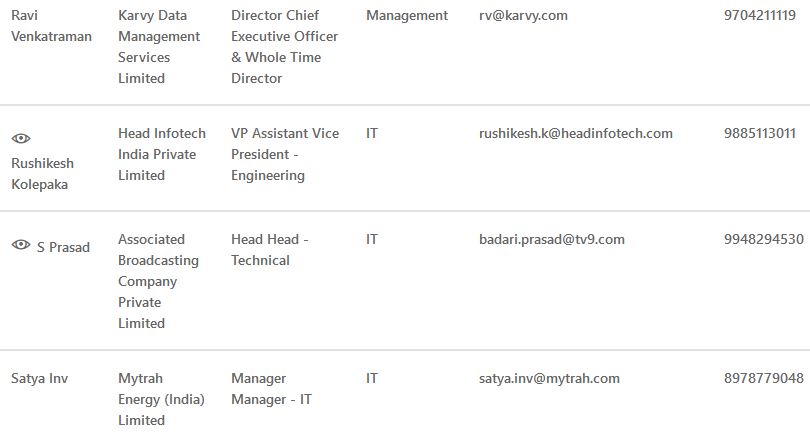 Ravi Venkatraman
Karvy Data Management Services Limited
Director Chief Executive Officer & Whole Time Director
Management
rv@karvy.com
9704211119
Rushikesh Kolepaka
Head Infotech India Private Limited
VP Assistant Vice President - Engineering
IT
rushikesh.k@headinfotech.com
9885113011
S Prasad
Associated Broadcasting Company Private Limited
Head Head - Technical
IT
badari.prasad@tv9.com
9948294530
Satya Inv
Mytrah Energy (India) Limited
Manager Manager - IT
IT
satya.inv@mytrah.com
8978779048